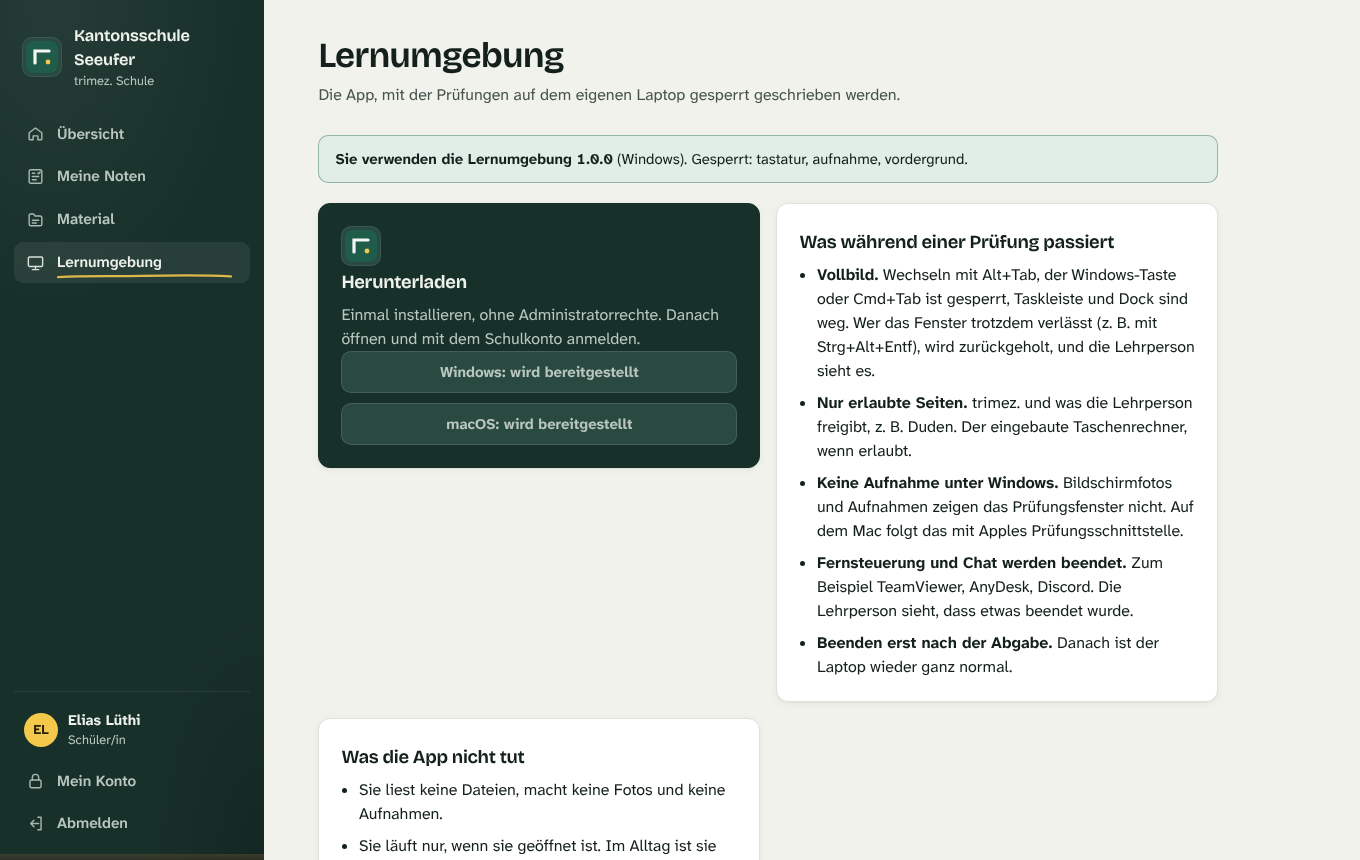 Kantonsschule
Seeufer
trimez. Schule
Übersicht
Meine Noten
Material
Lernumgebung
EL
Elias Lüthi
Schüler/in
Mein Konto
Abmelden
Lernumgebung
Die App, mit der Prüfungen auf dem eigenen Laptop gesperrt geschrieben werden.
Sie verwenden die Lernumgebung 1.0.0 (Windows). Gesperrt: tastatur, aufnahme, vordergrund.
Herunterladen
Einmal installieren, ohne Administratorrechte. Danach
öffnen und mit dem Schulkonto anmelden.
Windows: wird bereitgestellt
macOS: wird bereitgestellt
Was während einer Prüfung passiert
• Vollbild. Wechseln mit Alt+Tab, der Windows-Taste
oder Cmd+Tab ist gesperrt, Taskleiste und Dock sind
weg. Wer das Fenster trotzdem verlässt (z. B. mit
Strg+Alt+Entf), wird zurückgeholt, und die Lehrperson
sieht es.
• Nur erlaubte Seiten. trimez. und was die Lehrperson
freigibt, z. B. Duden. Der eingebaute Taschenrechner,
wenn erlaubt.
• Keine Aufnahme unter Windows. Bildschirmfotos
und Aufnahmen zeigen das Prüfungsfenster nicht. Auf
dem Mac folgt das mit Apples Prüfungsschnittstelle.
• Fernsteuerung und Chat werden beendet. Zum
Beispiel TeamViewer, AnyDesk, Discord. Die
Lehrperson sieht, dass etwas beendet wurde.
• Beenden erst nach der Abgabe. Danach ist der
Laptop wieder ganz normal.
Was die App nicht tut
• Sie liest keine Dateien, macht keine Fotos und keine
Aufnahmen.
• Sie läuft nur, wenn sie geöffnet ist. Im Alltag ist sie